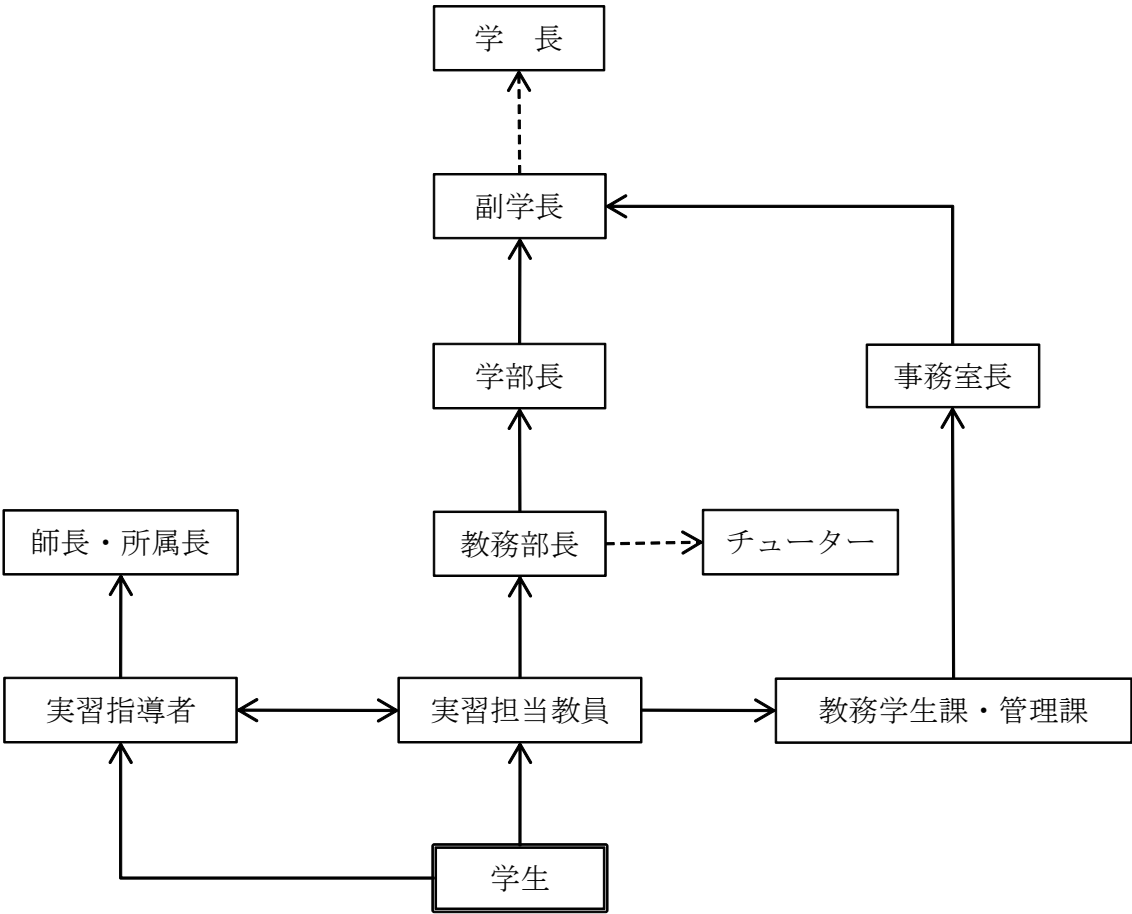 学　長
副学長
学部長
事務室長
師長・所属長
教務部長
チューター
実習指導者
実習担当教員
教務学生課・管理課
学生